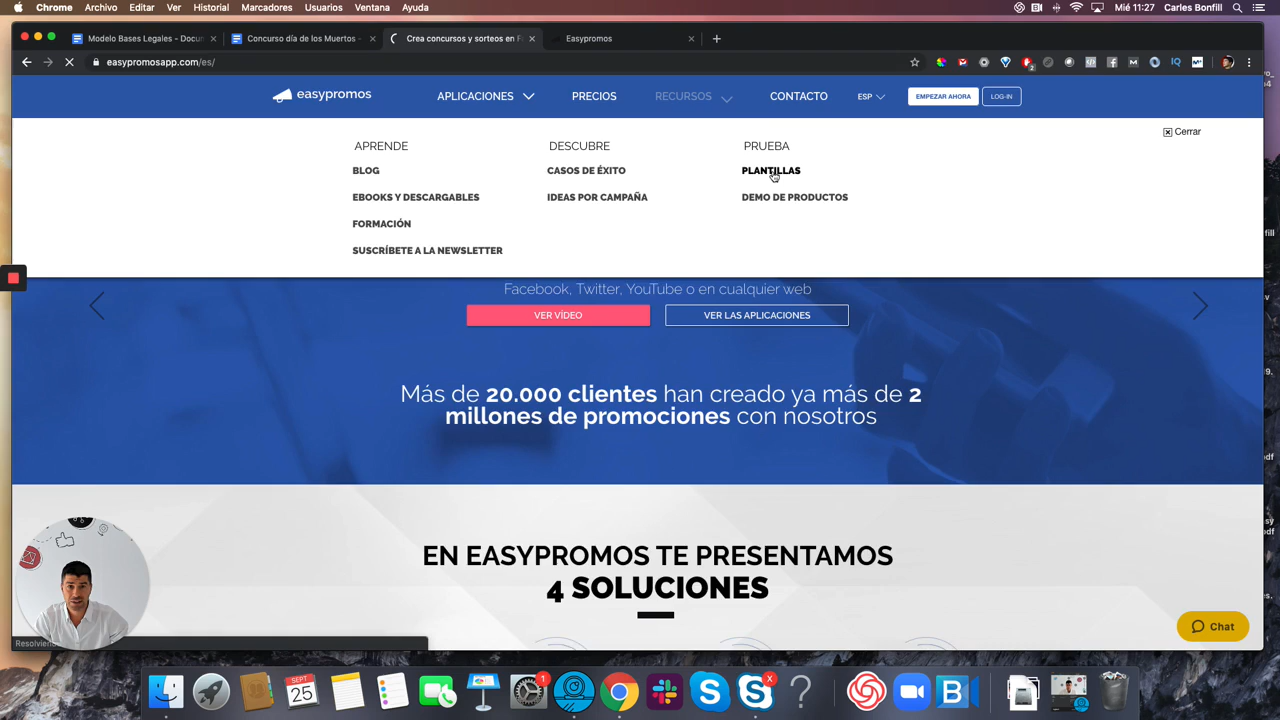 Chrome Archivo Editar Ver Historial Marcadores Usuarios Ventana Ayuda
Mié 11:27 Carlos Bonfill
Modelo Bases Legales - Docu
Concurso día de los Muertos -
Crea concursos y sorteos en F
Easypromos
easypromosapp.com/es/
easypromos
APLICACIONES
PRECIOS
RECURSOS
CONTACTO
ESP
EMPEZAR AHORA
LOG-IN
Cerrar
APRENDE
BLOG
EBOOKS Y DESCARGABLES
FORMACIÓN
SUSCRÍBETE A LA NEWSLETTER
DESCUBRE
CASOS DE ÉXITO
IDEAS POR CAMPAÑA
PRUEBA
PLANTILLAS
DEMO DE PRODUCTOS
Facebook, Twitter, YouTube o en cualquier web
VER VÍDEO
VER LAS APLICACIONES
Más de 20.000 clientes han creado ya más de 2
millones de promociones con nosotros
EN EASYPROMOS TE PRESENTAMOS
4 SOLUCIONES
Chat
SEPT
25
1
X